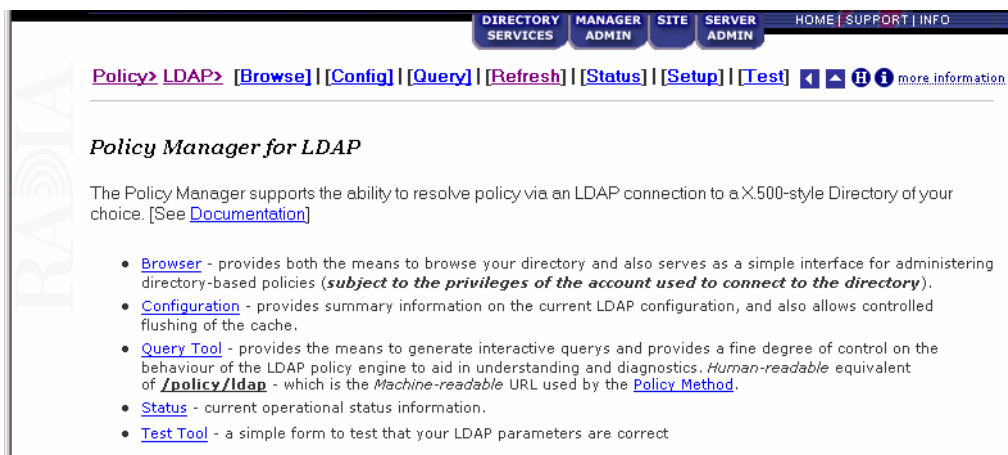 DIRECTORY SERVICES MANAGER ADMIN SITE SERVER ADMIN HOME | SUPPORT | INFO
Policy> LDAP> [Browse] | [Config] | [Query] | [Refresh] | [Status] | [Setup] | [Test] H i more information
RADIA
Policy Manager for LDAP
The Policy Manager supports the ability to resolve policy via an LDAP connection to a X.500-style Directory of your
choice. [See Documentation]
• Browser - provides both the means to browse your directory and also serves as a simple interface for administering
directory-based policies (subject to the privileges of the account used to connect to the directory).
• Configuration - provides summary information on the current LDAP configuration, and also allows controlled
flushing of the cache.
• Query Tool - provides the means to generate interactive querys and provides a fine degree of control on the
behaviour of the LDAP policy engine to aid in understanding and diagnostics. Human-readable equivalent
of /policy/ldap - which is the Machine-readable URL used by the Policy Method.
• Status - current operational status information.
• Test Tool - a simple form to test that your LDAP parameters are correct